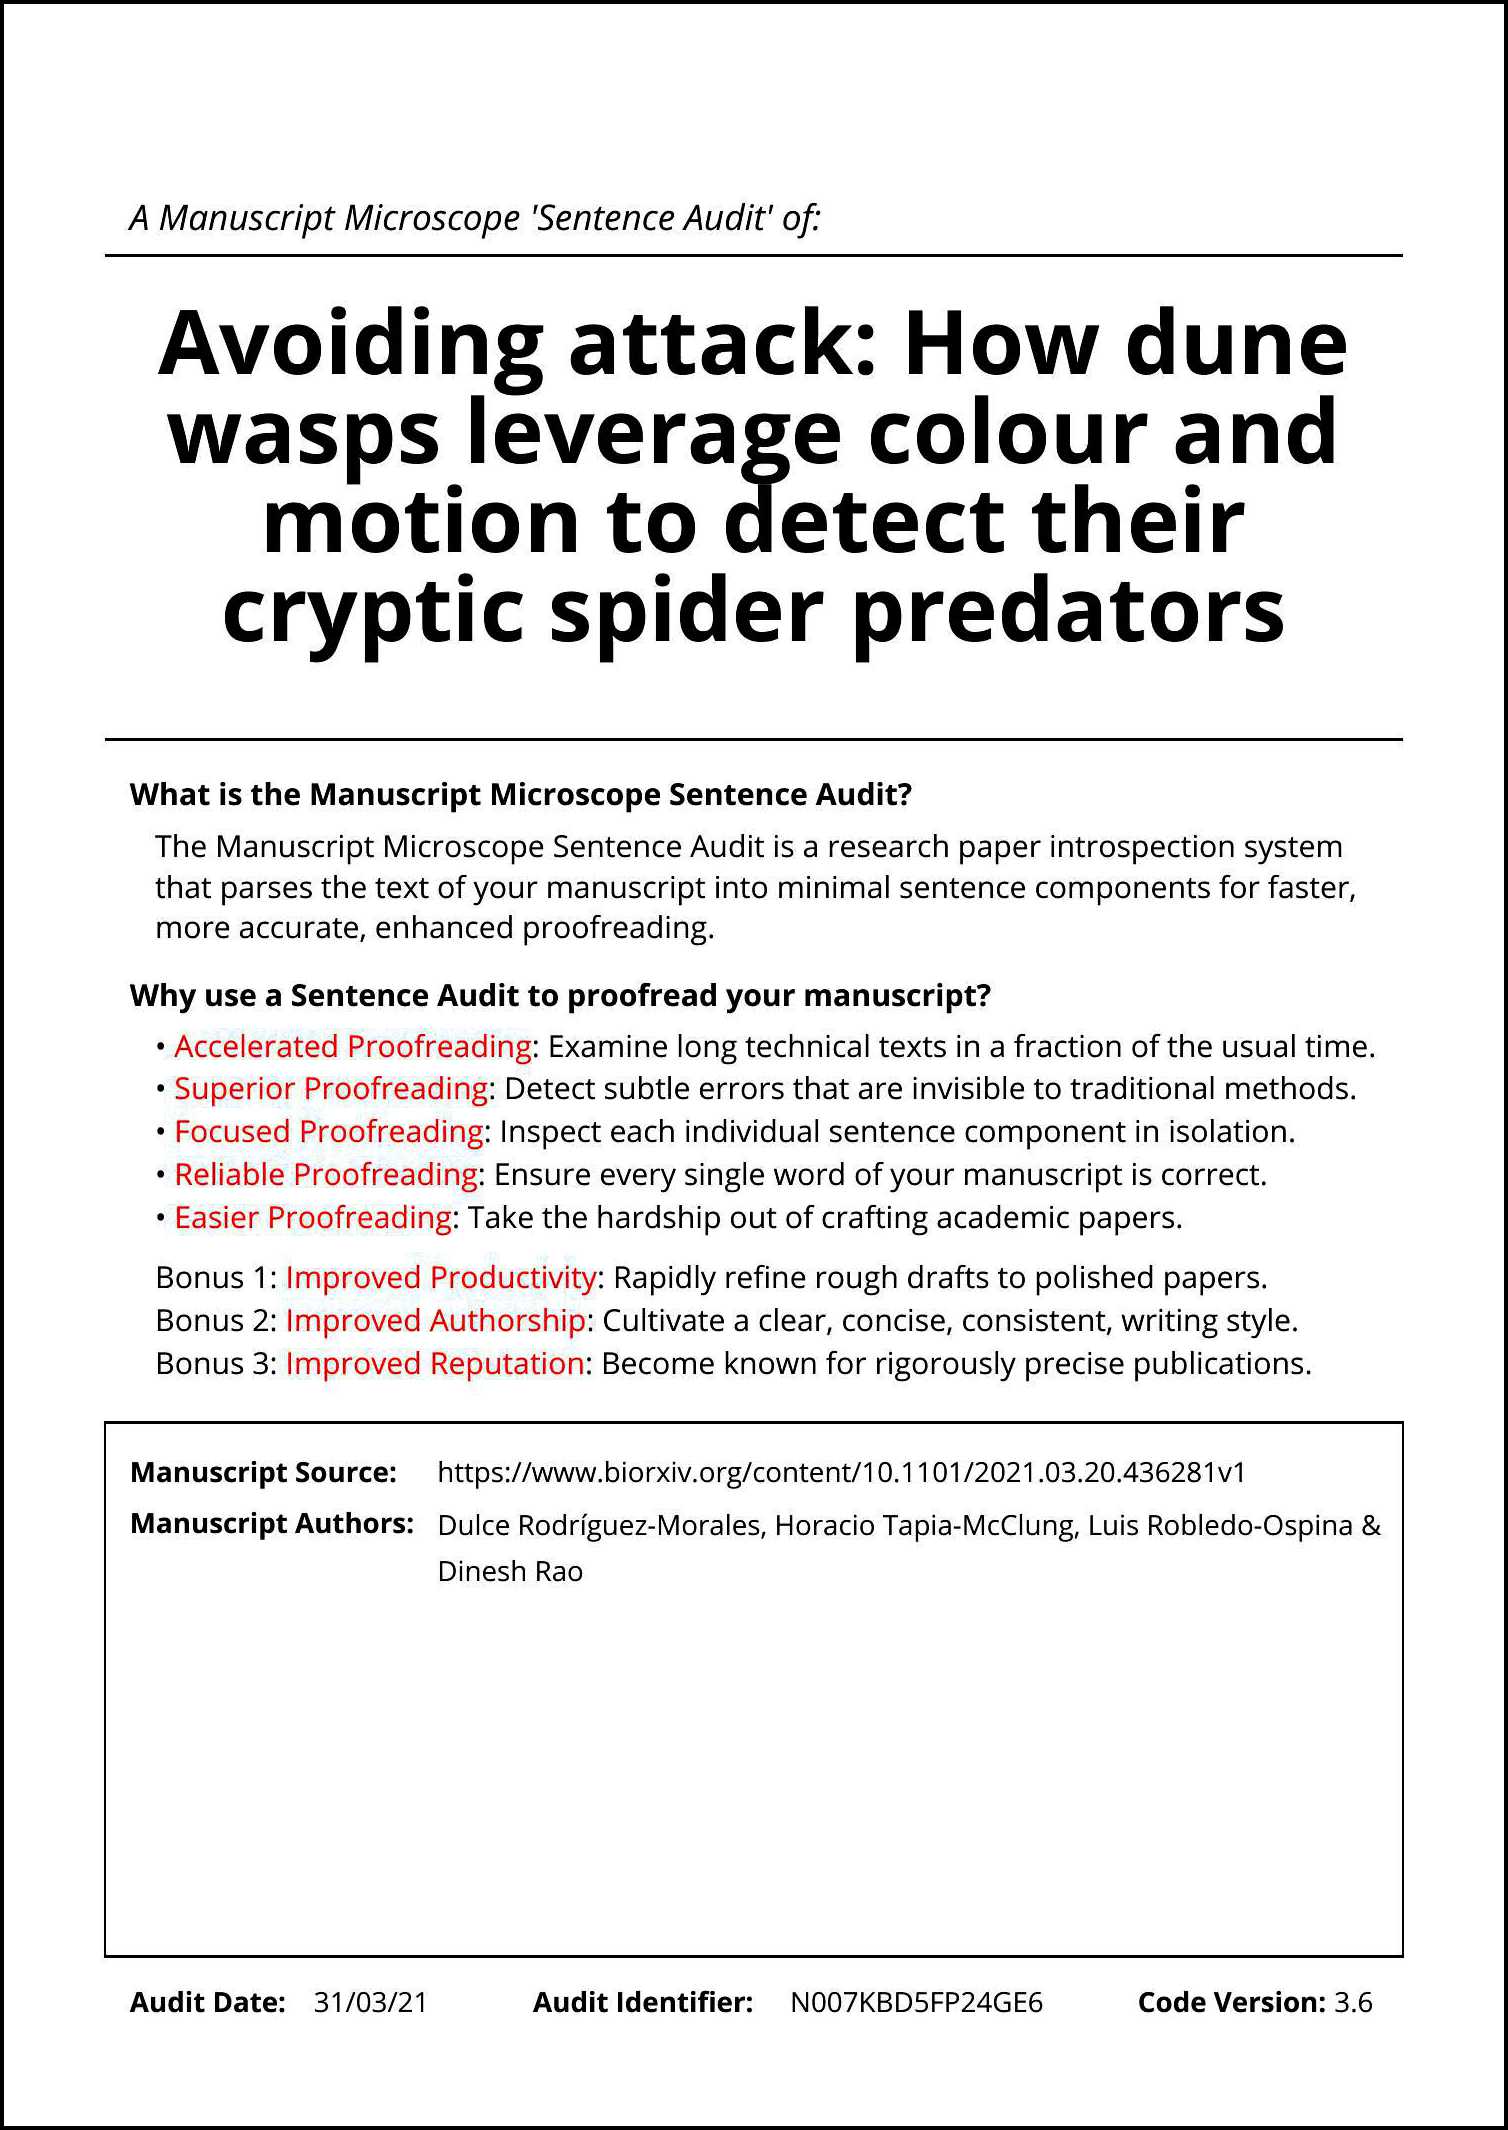 A Manuscript Microscope 'Sentence Audit' of:
Avoiding attack: How dune
wasps leverage colour and
motion to detect their
cryptic spider predators
What is the Manuscript Microscope Sentence Audit?
The Manuscript Microscope Sentence Audit is a research paper introspection system
that parses the text of your manuscript into minimal sentence components for faster,
more accurate, enhanced proofreading.
Why use a Sentence Audit to proofread your manuscript?
• Accelerated Proofreading: Examine long technical texts in a fraction of the usual time.
• Superior Proofreading: Detect subtle errors that are invisible to traditional methods.
• Focused Proofreading: Inspect each individual sentence component in isolation.
• Reliable Proofreading: Ensure every single word of your manuscript is correct.
• Easier Proofreading: Take the hardship out of crafting academic papers.
Bonus 1: Improved Productivity: Rapidly refine rough drafts to polished papers.
Bonus 2: Improved Authorship: Cultivate a clear, concise, consistent, writing style.
Bonus 3: Improved Reputation: Become known for rigorously precise publications.
Manuscript Source: https://www.biorxiv.org/content/10.1101/2021.03.20.436281v1
Manuscript Authors: Dulce Rodríguez-Morales, Horacio Tapia-McClung, Luis Robledo-Ospina &
Dinesh Rao
Audit Date: 31/03/21 Audit Identifier: N007KBD5FP24GE6 Code Version: 3.6